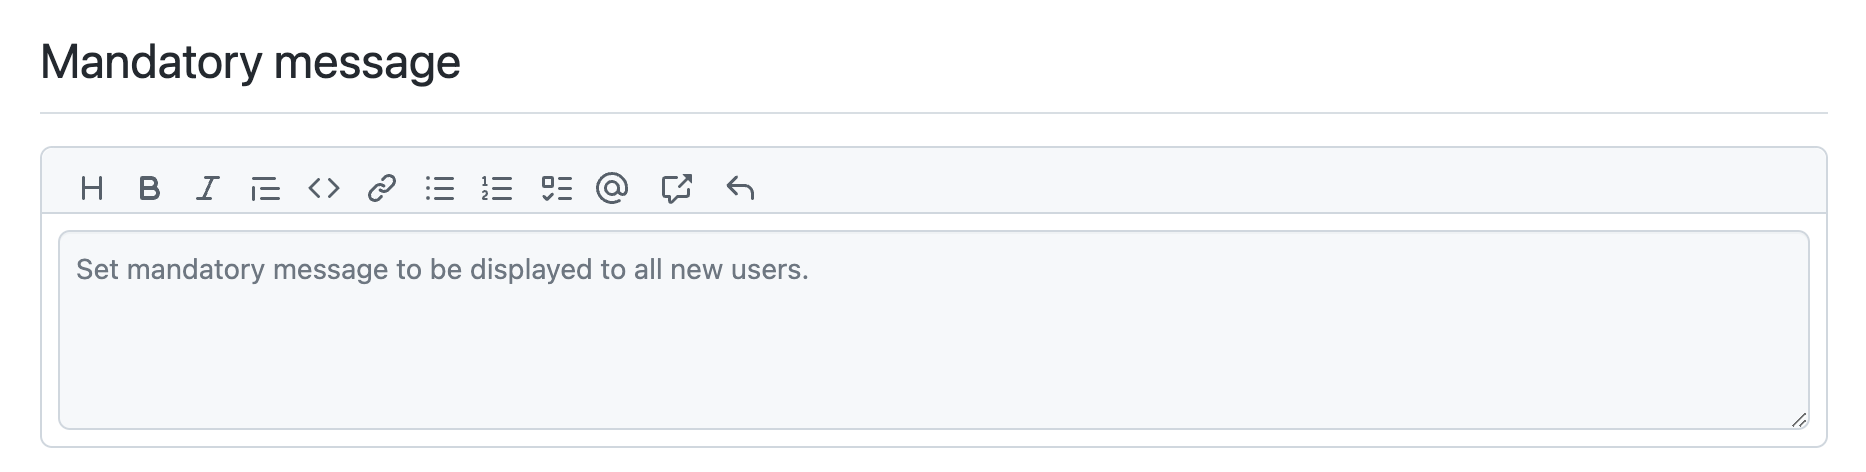 Mandatory message
Set mandatory message to be displayed to all new users.